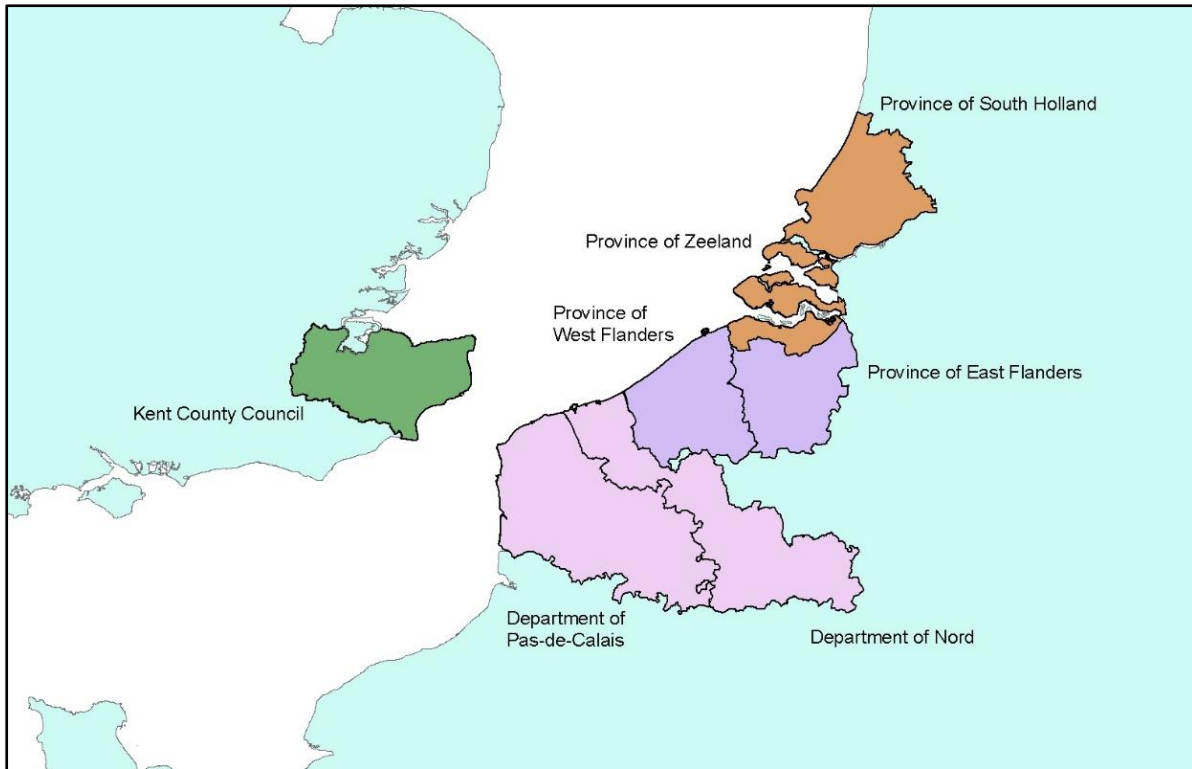 Province of South Holland
Province of Zeeland
Province of
West Flanders
Province of East Flanders
Kent County Council
Department of
Pas-de-Calais
Department of Nord